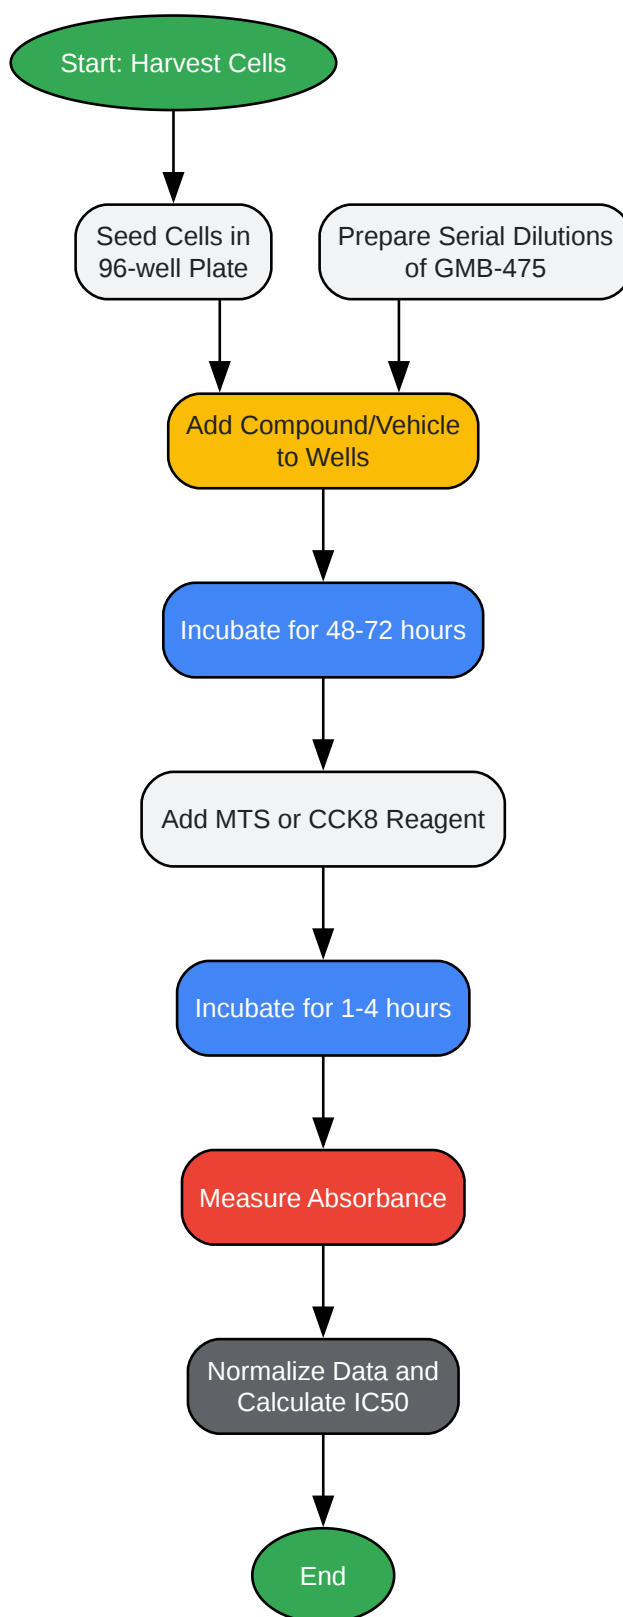 Start: Harvest Cells
Seed Cells in
96-well Plate
Prepare Serial Dilutions
of GMB-475
Add Compound/Vehicle
to Wells
Incubate for 48-72 hours
Add MTS or CCK8 Reagent
Incubate for 1-4 hours
Measure Absorbance
Normalize Data and
Calculate IC50
End